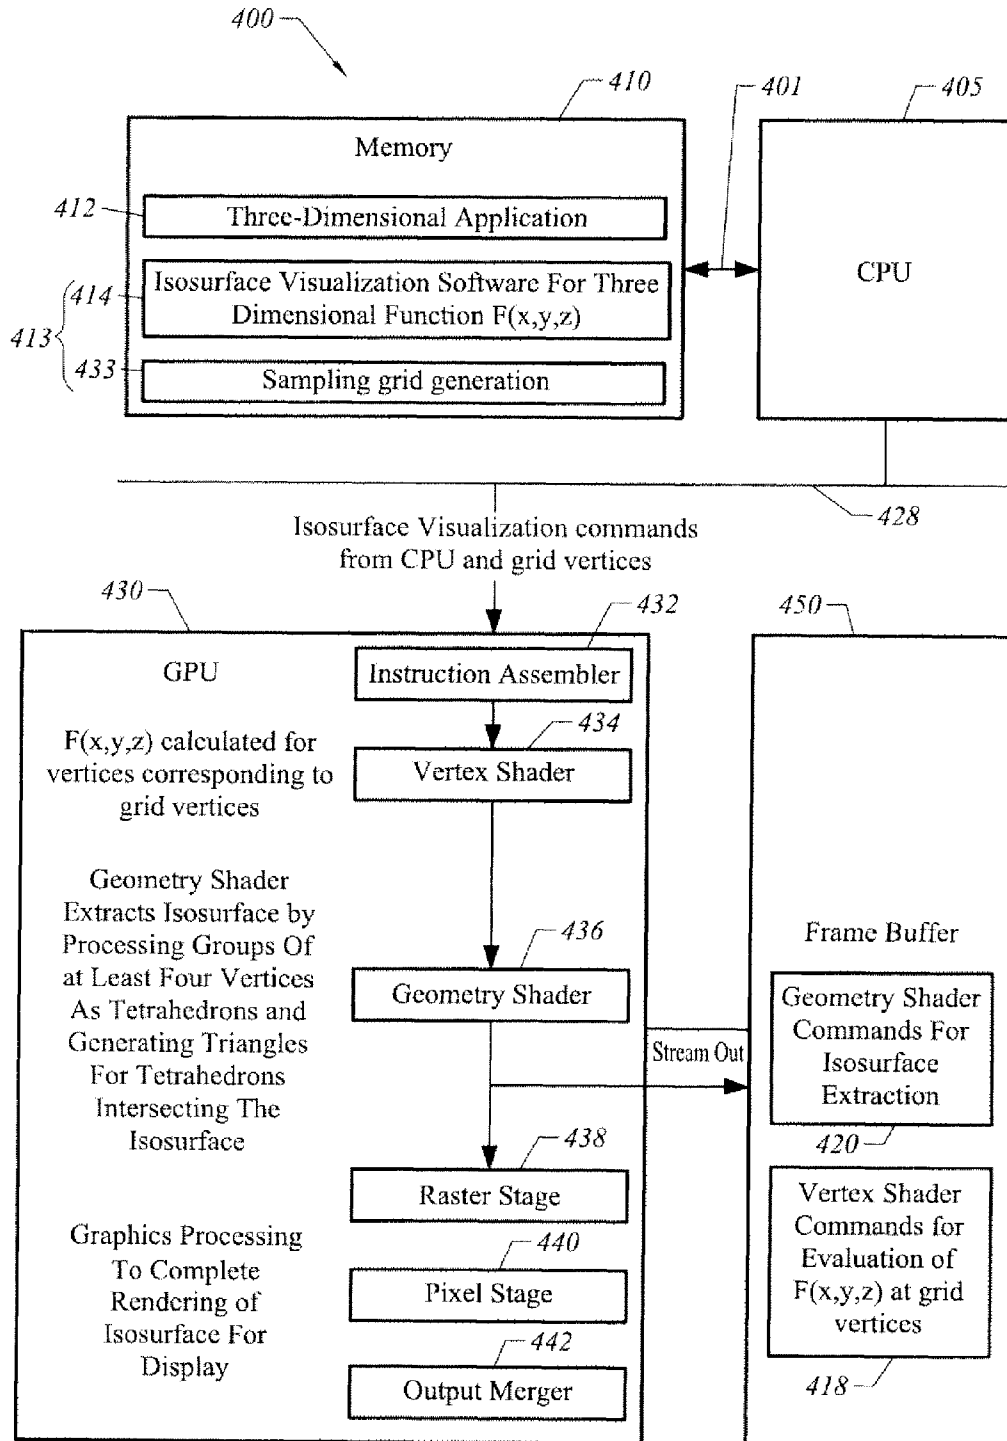 400
410
401
405
Memory
412
Three-Dimensional Application
CPU
413
414
Isosurface Visualization Software For Three
Dimensional Function F(x,y,z)
433
Sampling grid generation
428
Isosurface Visualization commands
from CPU and grid vertices
430
432
450
GPU
Instruction Assembler
434
F(x,y,z) calculated for
vertices corresponding to
grid vertices
Vertex Shader
Geometry Shader
Extracts Isosurface by
Processing Groups Of
at Least Four Vertices
As Tetrahedrons and
Generating Triangles
For Tetrahedrons
Intersecting The
Isosurface
436
Geometry Shader
Frame Buffer
Geometry Shader
Commands For
Isosurface
Extraction
Stream Out
420
438
Raster Stage
Vertex Shader
Commands for
Evaluation of
F(x,y,z) at grid
vertices
418
Graphics Processing
To Complete
Rendering of
Isosurface For
Display
440
Pixel Stage
442
Output Merger